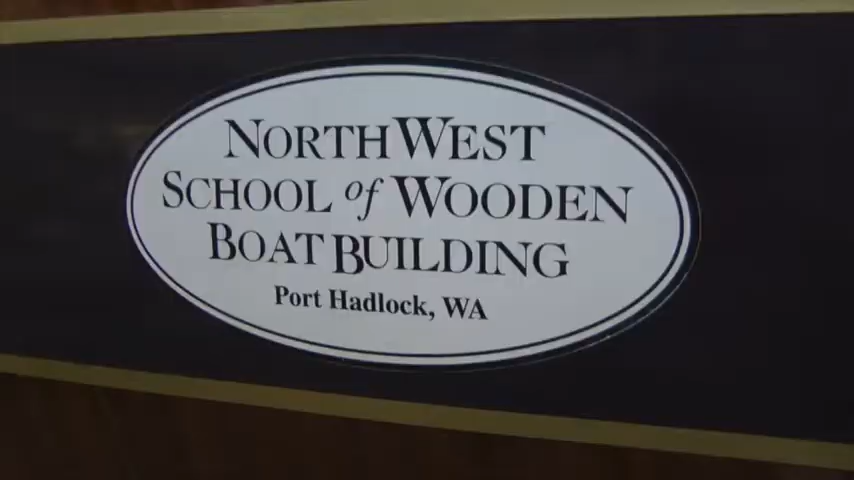 NORTHWEST
SCHOOL of WOODEN
BOAT BUILDING
Port Hadlock, WA